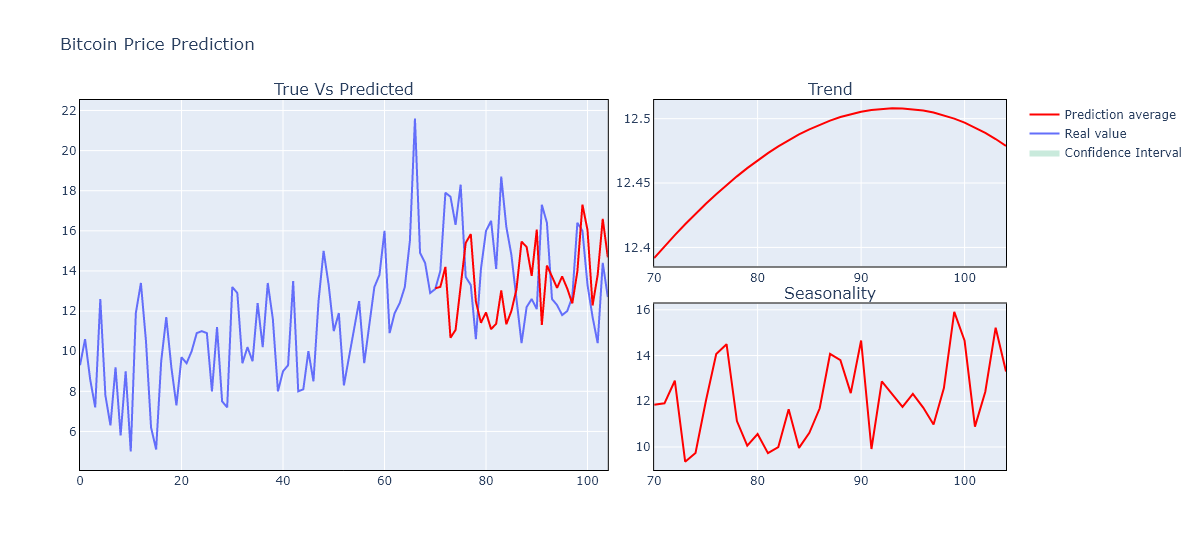 Bitcoin Price Prediction
True Vs Predicted
22
20
18
16
14
12
10
8
6
0 20 40 60 80 100
Trend
12.5
12.45
12.4
70 80 90 100
Seasonality
16
14
12
10
70 80 90 100
Prediction average
Real value
Confidence Interval